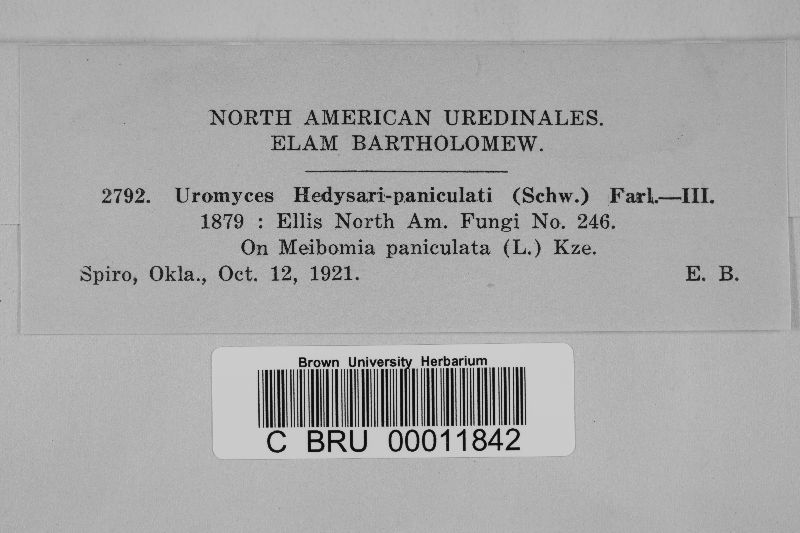 NORTH AMERICAN UREDINALES.
ELAM BARTHOLOMEW.
2792. Uromyces Hedysari-paniculati (Schw.) Farl.—III.
1879 : Ellis North Am. Fungi No. 246.
On Meibomia paniculata (L.) Kze.
Spiro, Okla., Oct. 12, 1921. E. B.
Brown University Herbarium
C BRU 00011842